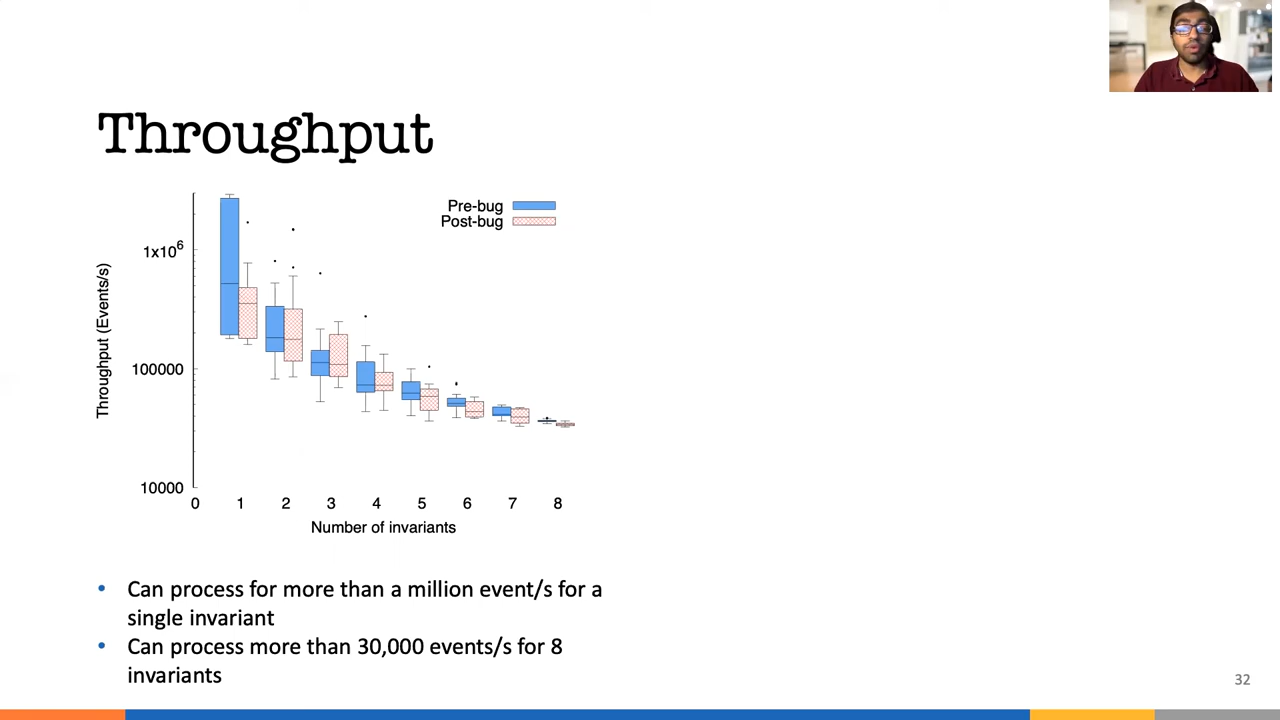 Throughput
Pre-bug
Post-bug
1x10^6
100000
10000
Throughput (Events/s)
0 1 2 3 4 5 6 7 8
Number of invariants
• Can process for more than a million event/s for a
single invariant
• Can process more than 30,000 events/s for 8
invariants
32